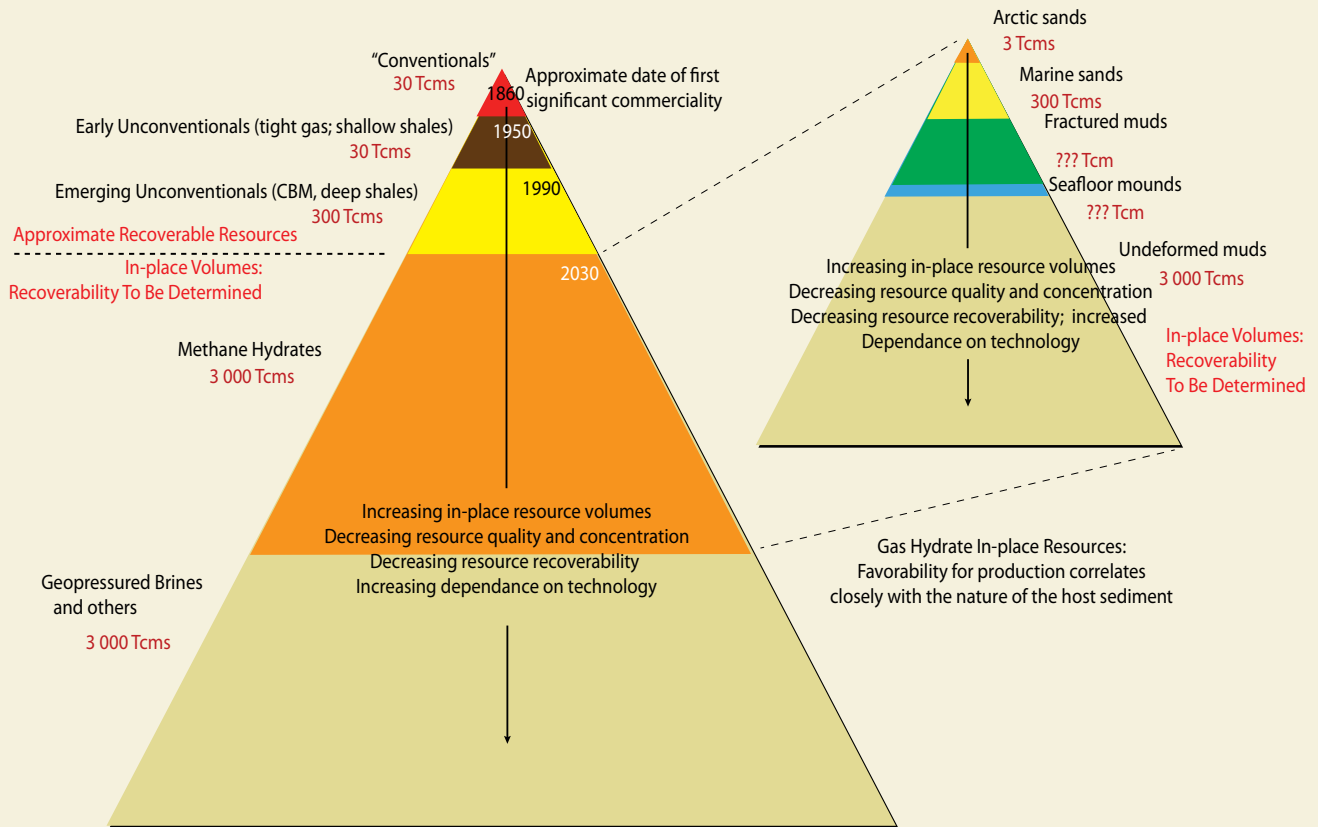 “Conventionals”
30 Tcms
1860
Approximate date of first
significant commerciality
Early Unconventionals (tight gas; shallow shales)
30 Tcms
1950
Emerging Unconventionals (CBM, deep shales)
300 Tcms
1990
Approximate Recoverable Resources
In-place Volumes:
Recoverability To Be Determined
2030
Methane Hydrates
3 000 Tcms
Increasing in-place resource volumes
Decreasing resource quality and concentration
Decreasing resource recoverability
Increasing dependance on technology
Geopressured Brines
and others
3 000 Tcms
Arctic sands
3 Tcms
Marine sands
300 Tcms
Fractured muds
??? Tcm
Seafloor mounds
??? Tcm
Undeformed muds
3 000 Tcms
Increasing in-place resource volumes
Decreasing resource quality and concentration
Decreasing resource recoverability; increased
Dependance on technology
In-place Volumes:
Recoverability
To Be Determined
Gas Hydrate In-place Resources:
Favorability for production correlates
closely with the nature of the host sediment